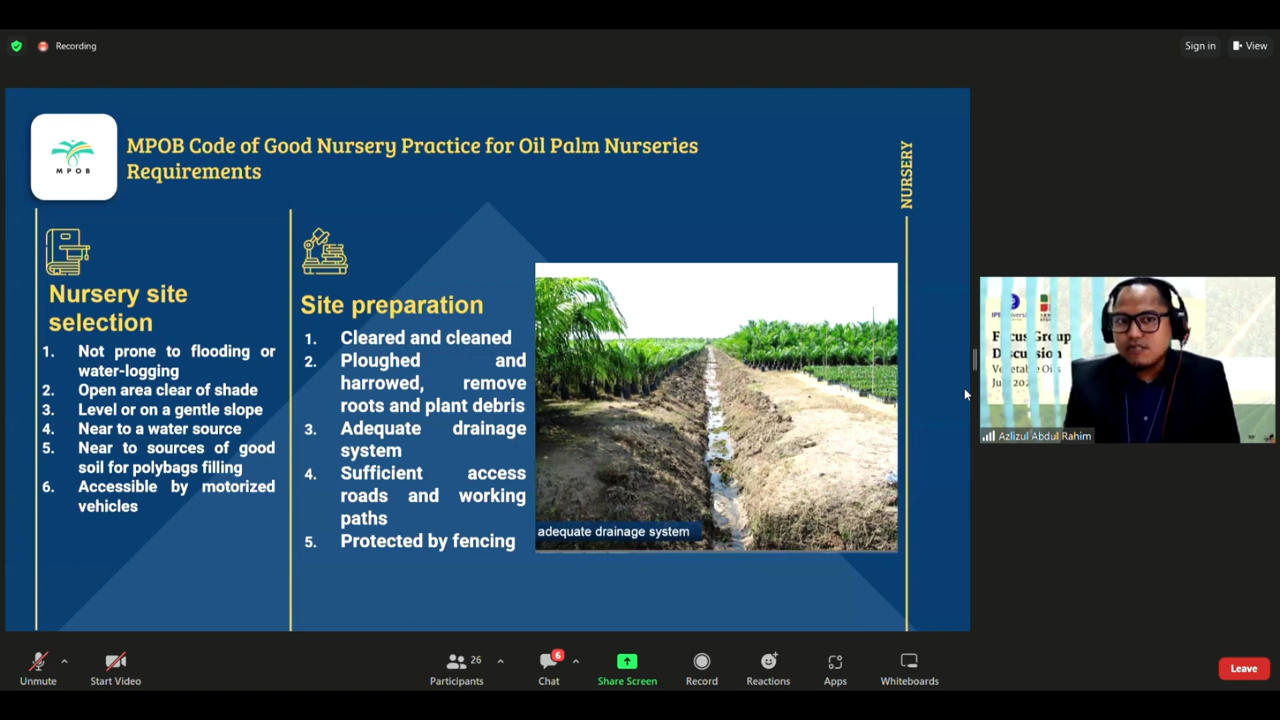 Recording
Sign in
View
MPOB
MPOB Code of Good Nursery Practice for Oil Palm Nurseries
Requirements
NURSERY
Nursery site
selection
1. Not prone to flooding or
water-logging
2. Open area clear of shade
3. Level or on a gentle slope
4. Near to a water source
5. Near to sources of good
soil for polybags filling
6. Accessible by motorized
vehicles
Site preparation
1. Cleared and cleaned
2. Ploughed and
harrowed, remove
roots and plant debris
3. Adequate drainage
system
4. Sufficient access
roads and working
paths
5. Protected by fencing
adequate drainage system
Focus Group
Discussion
Vegetable Oils
Azlizul Abdul Rahim
Unmute
Start Video
26
Participants
6
Chat
Share Screen
Record
Reactions
Apps
Whiteboards
Leave